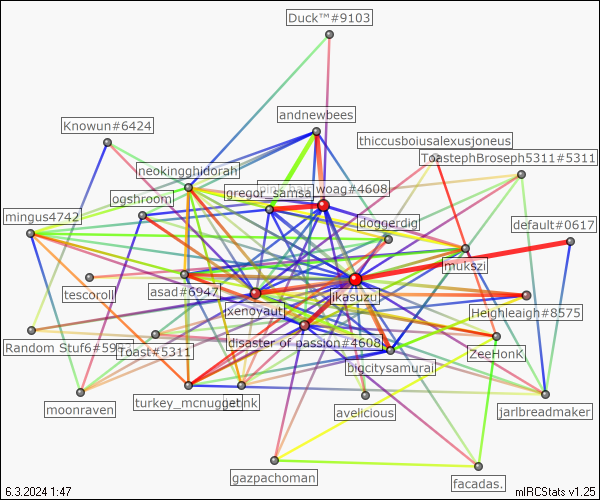 Duck™#9103
andnewbees
Knowun#6424
thiccusboiusalexusjoneus
ToastephBroseph5311#5311
neokingghidorah
gregor_samsa
woag#4608
ogshroom
mingus4742
doggerdig
default#0617
mukszi
tescoroll
asad#6947
jkasuzu
xenoyaut
Heighleaigh#8575
disaster of passion#4608
Random Stuf6#59
Toast#5311
ZeeHonK
bigcitysamurai
moonraven
turkey_mcnugget
avelicious
jarlbreadmaker
gazpachoman
facadas.
6.3.2024 1:47
mIRCStats v1.25